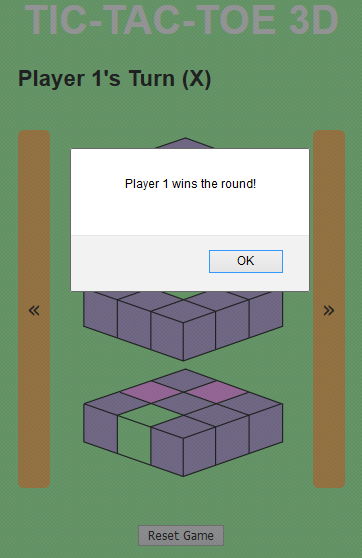 TIC-TAC-TOE 3D
Player 1's Turn (X)
Player 1 wins the round!
OK
« »
Reset Game